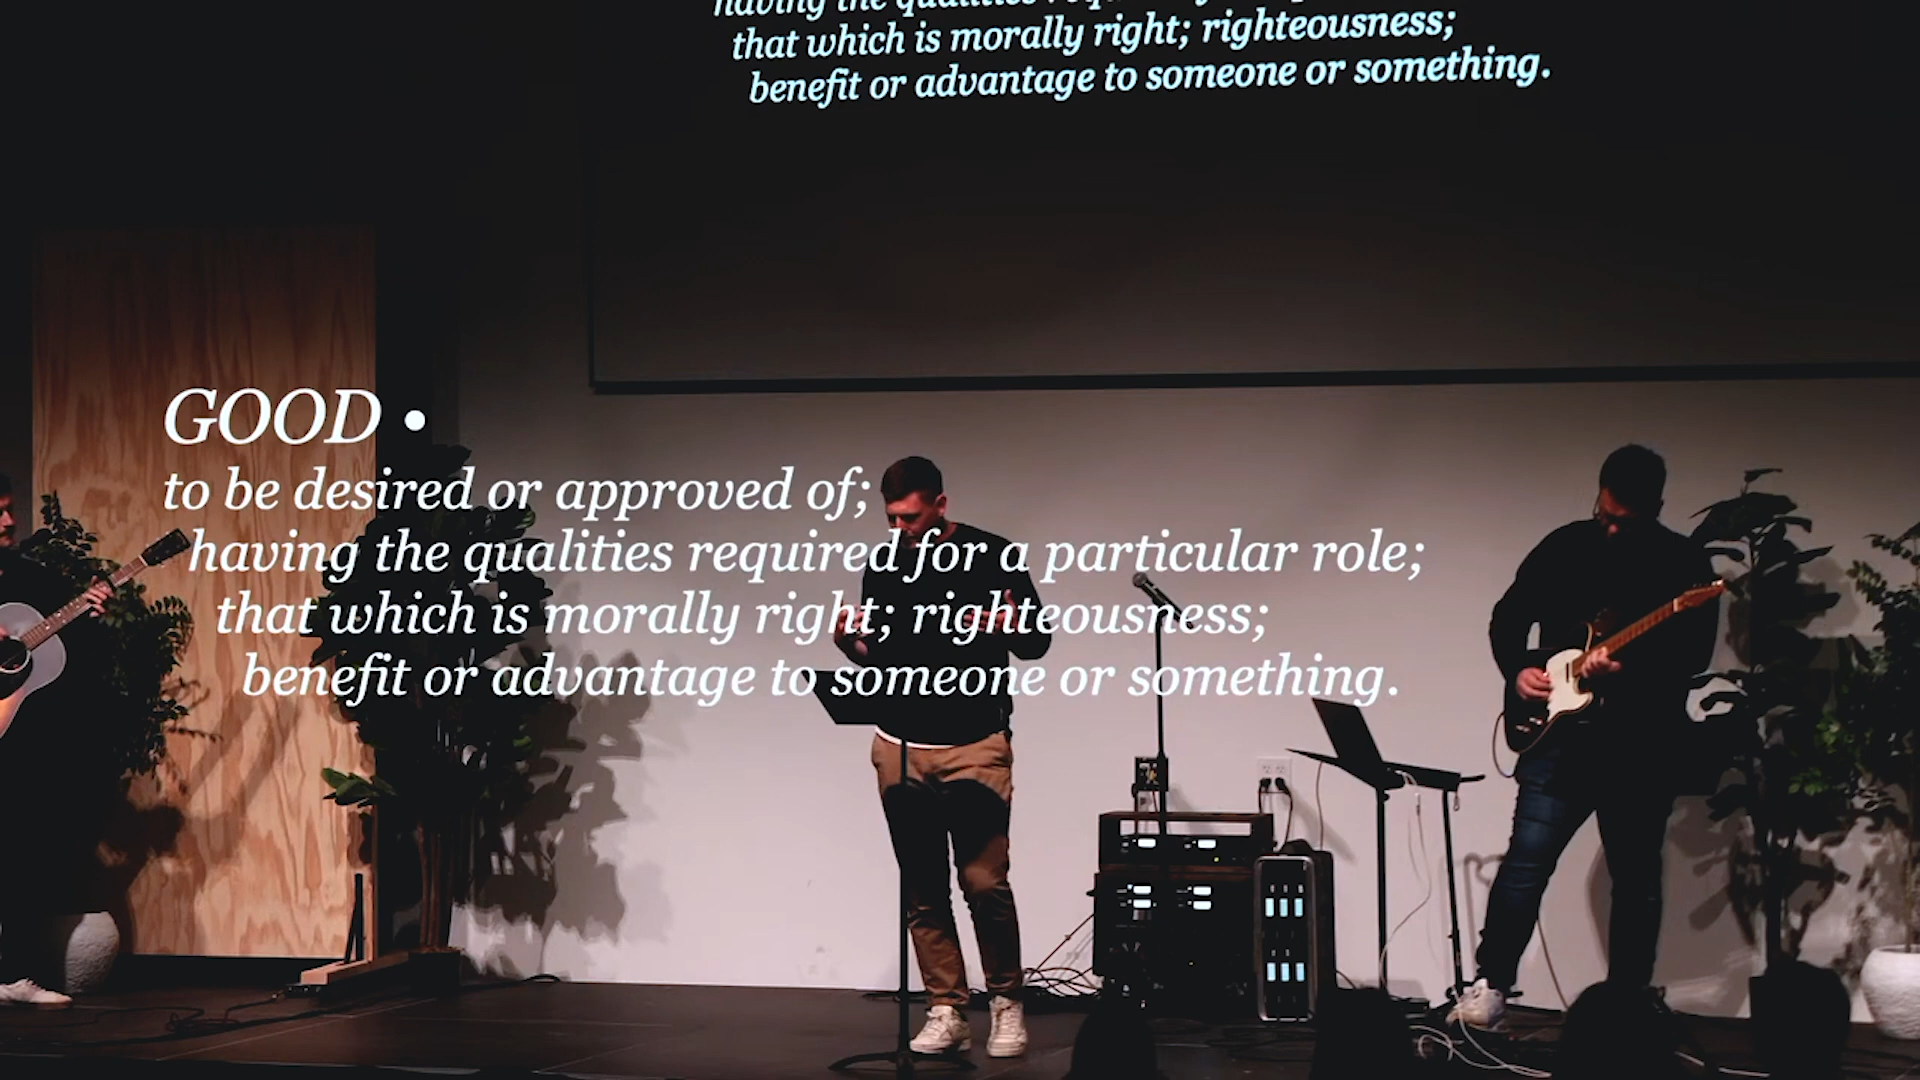 that which is morally right; righteousness;
benefit or advantage to someone or something.
GOOD •
to be desired or approved of;
having the qualities required for a particular role;
that which is morally right; righteousness;
benefit or advantage to someone or something.